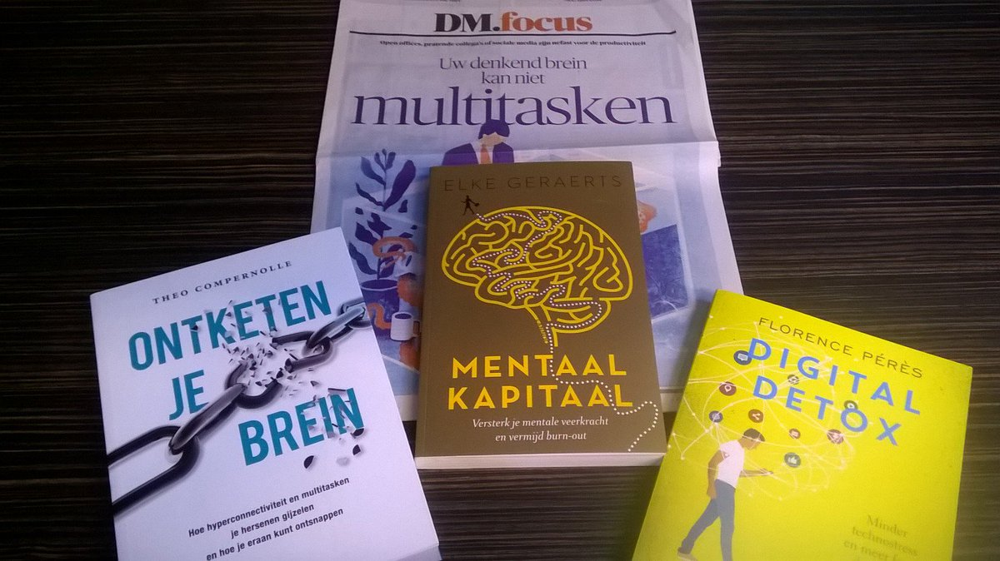 DM.focus
Open offices, pratende collega's of sociale media zijn nefast voor de productiviteit
Uw denkend brein
kan niet
multitasken
ELKE GERAERTS
MENTAAL
KAPITAAL
Versterk je mentale veerkracht
en vermijd burn-out
THEO COMPERNOLLE
ONTKETEN
JE
BREIN
Hoe hyperconnectiviteit en multitasken
je hersenen gijzelen
en hoe je eraan kunt ontsnappen
FLORENCE PÉRÈS
DIGITAL
DETOX
Minder
technostress
en meer